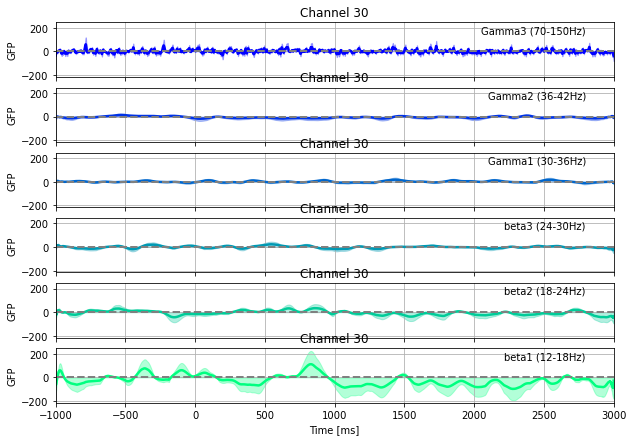 Channel 30
200
0
−200
GFP
Gamma3 (70-150Hz)
Channel 30
200
0
−200
GFP
Gamma2 (36-42Hz)
Channel 30
200
0
−200
GFP
Gamma1 (30-36Hz)
Channel 30
200
0
−200
GFP
beta3 (24-30Hz)
Channel 30
200
0
−200
GFP
beta2 (18-24Hz)
Channel 30
200
0
−200
GFP
beta1 (12-18Hz)
−1000 −500 0 500 1000 1500 2000 2500 3000
Time [ms]